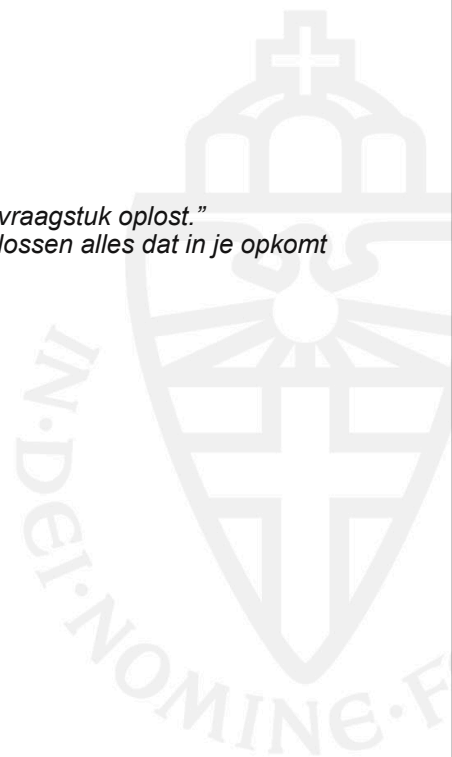 vraagstuk oplost.”
lossen alles dat in je opkomt
IN·DEI·NOMINE·F